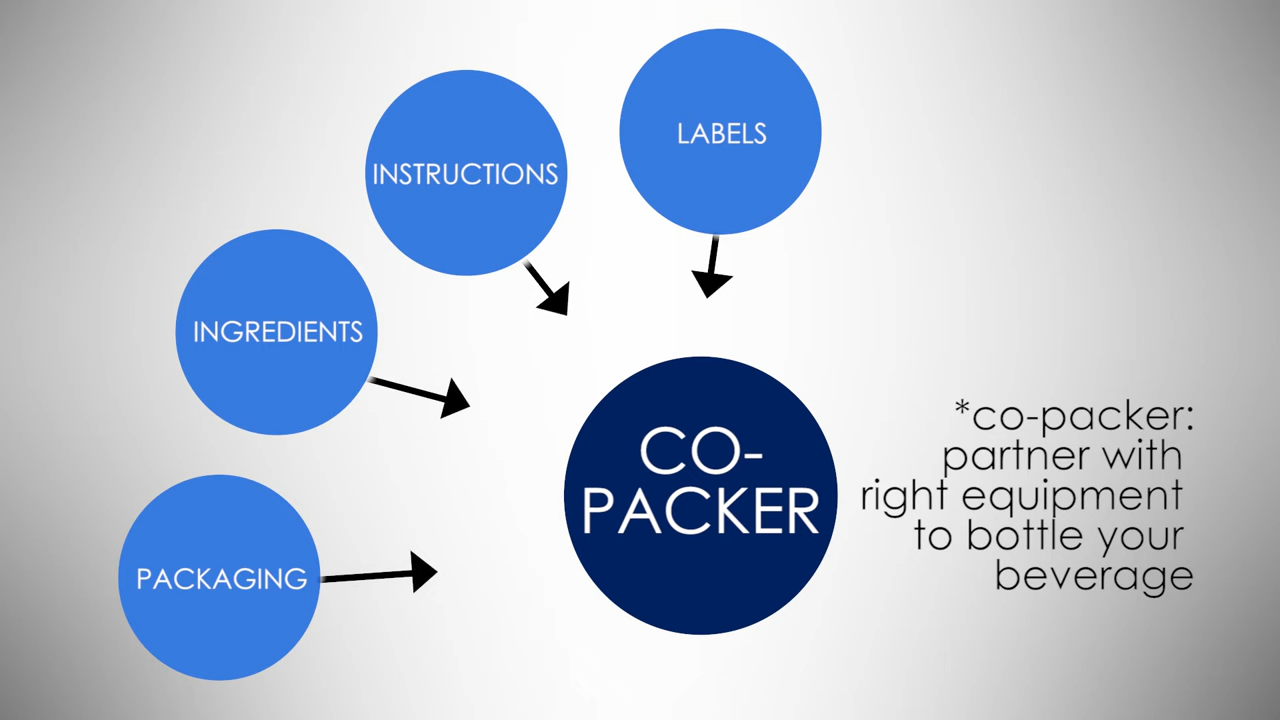 LABELS
INSTRUCTIONS
INGREDIENTS
PACKAGING
CO-
PACKER
*co-packer:
partner with
right equipment
to bottle your
beverage